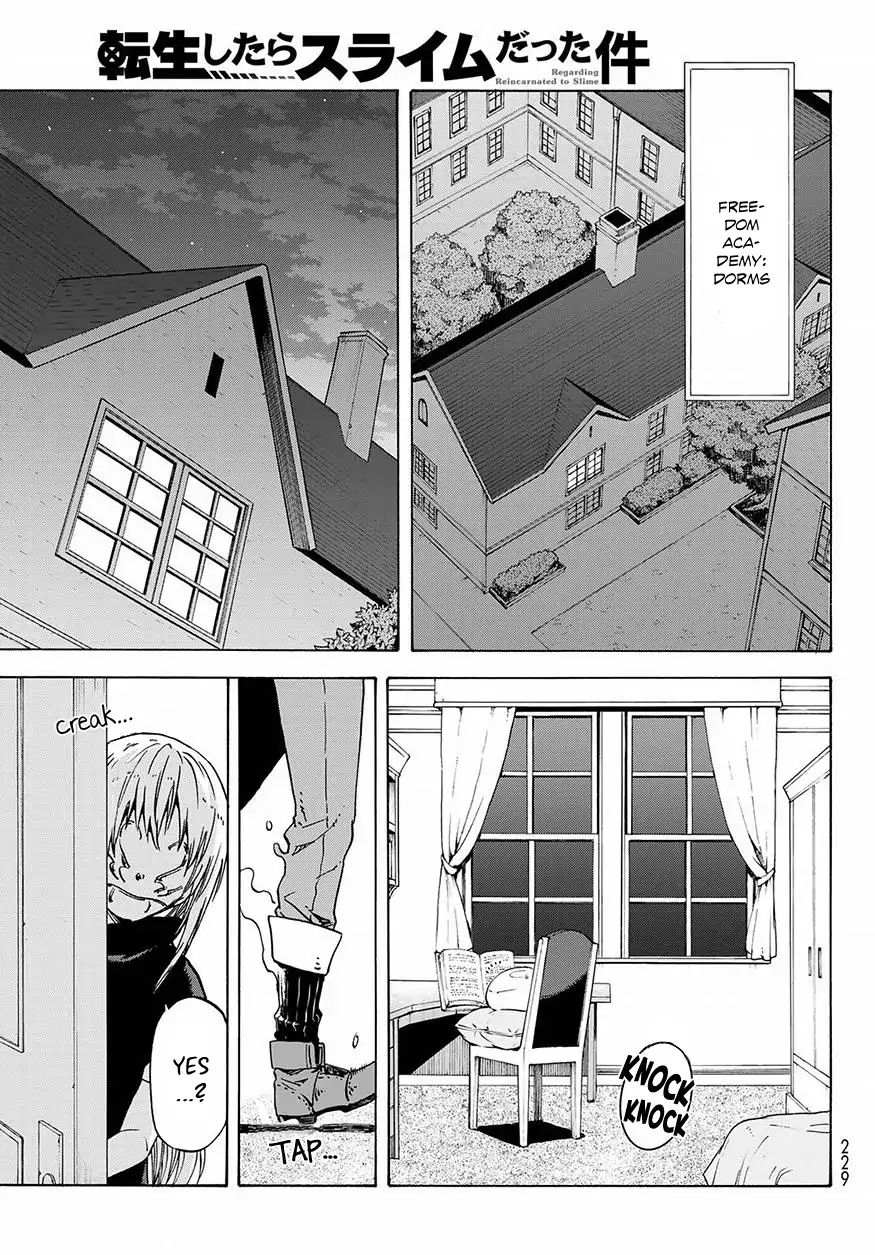 転生したらスライムだった件
Regarding
Reincarnated to Slime
FREE-
DOM
ACA-
DEMY:
DORMS
KNOCK
KNOCK
TAP...
creak...
YES
...?
229